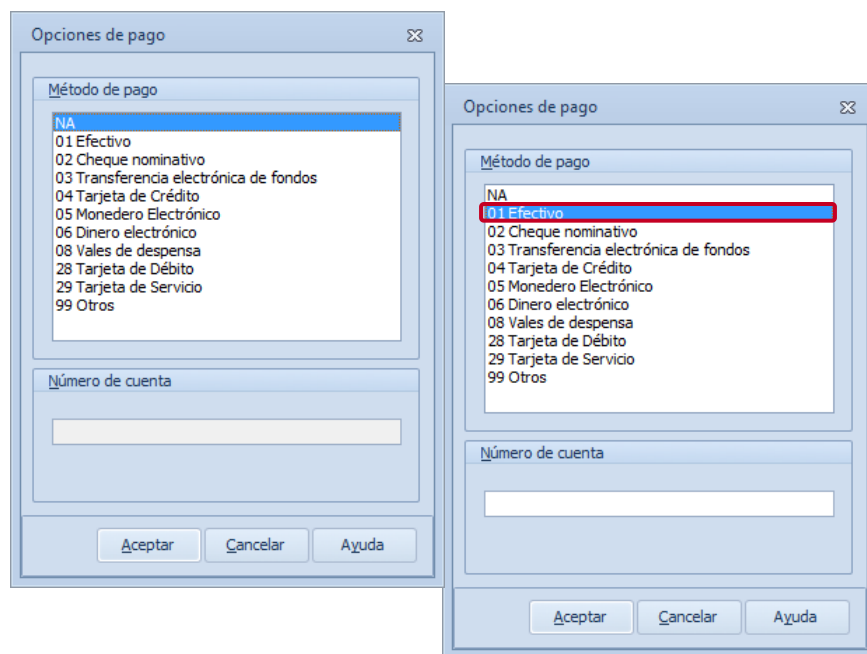 Opciones de pago
Método de pago
NA
01 Efectivo
02 Cheque nominativo
03 Transferencia electrónica de fondos
04 Tarjeta de Crédito
05 Monedero Electrónico
06 Dinero electrónico
08 Vales de despensa
28 Tarjeta de Débito
29 Tarjeta de Servicio
99 Otros
Número de cuenta
Aceptar Cancelar Ayuda
Opciones de pago
Método de pago
NA
01 Efectivo
02 Cheque nominativo
03 Transferencia electrónica de fondos
04 Tarjeta de Crédito
05 Monedero Electrónico
06 Dinero electrónico
08 Vales de despensa
28 Tarjeta de Débito
29 Tarjeta de Servicio
99 Otros
Número de cuenta
Aceptar Cancelar Ayuda